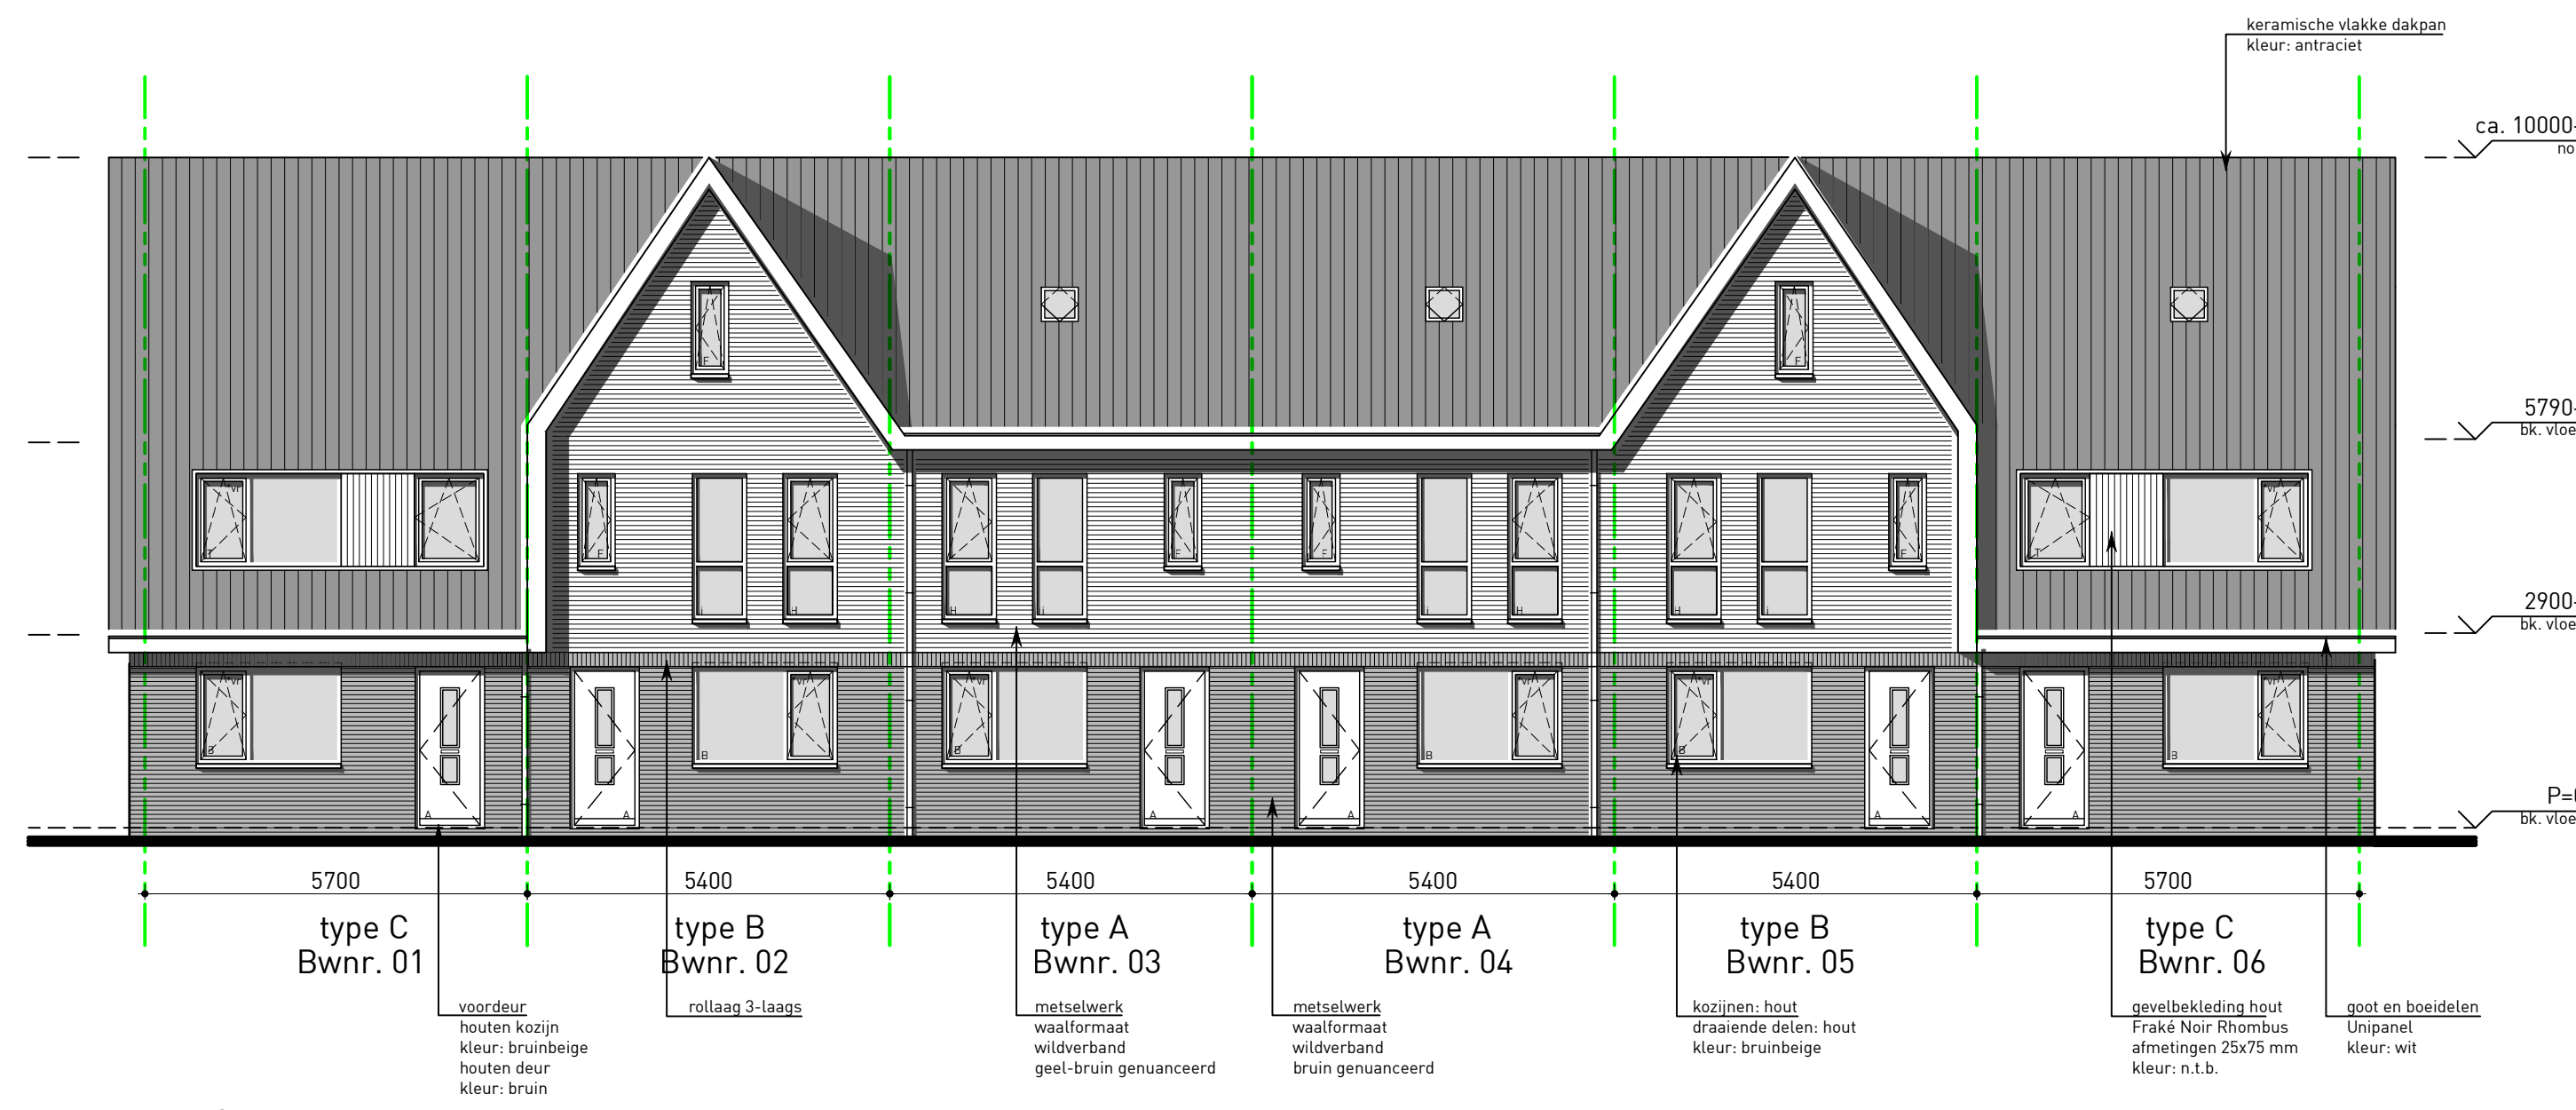 keramische vlakke dakpan
kleur: antraciet
ca. 10000
5790
bk.
2900
bk.
bk.
5700
5400
5400
5400
5400
5700
type C
Bwnr. 01
type B
Bwnr. 02
type A
Bwnr. 03
type A
Bwnr. 04
type B
Bwnr. 05
type C
Bwnr. 06
voordeur
houten kozijn
kleur: bruinbeige
houten deur
kleur: bruin
rollaag 3-laags
metselwerk
waalformaat
wildverband
geel-bruin genuanceerd
metselwerk
waalformaat
wildverband
bruin genuanceerd
kozijnen: hout
draaiende delen: hout
kleur: bruinbeige
gevelbekleding hout
Fraké Noir Rhombus
afmetingen 25x75 mm
kleur: n.t.b.
goot en boeidelen
Unipanel
kleur: wit